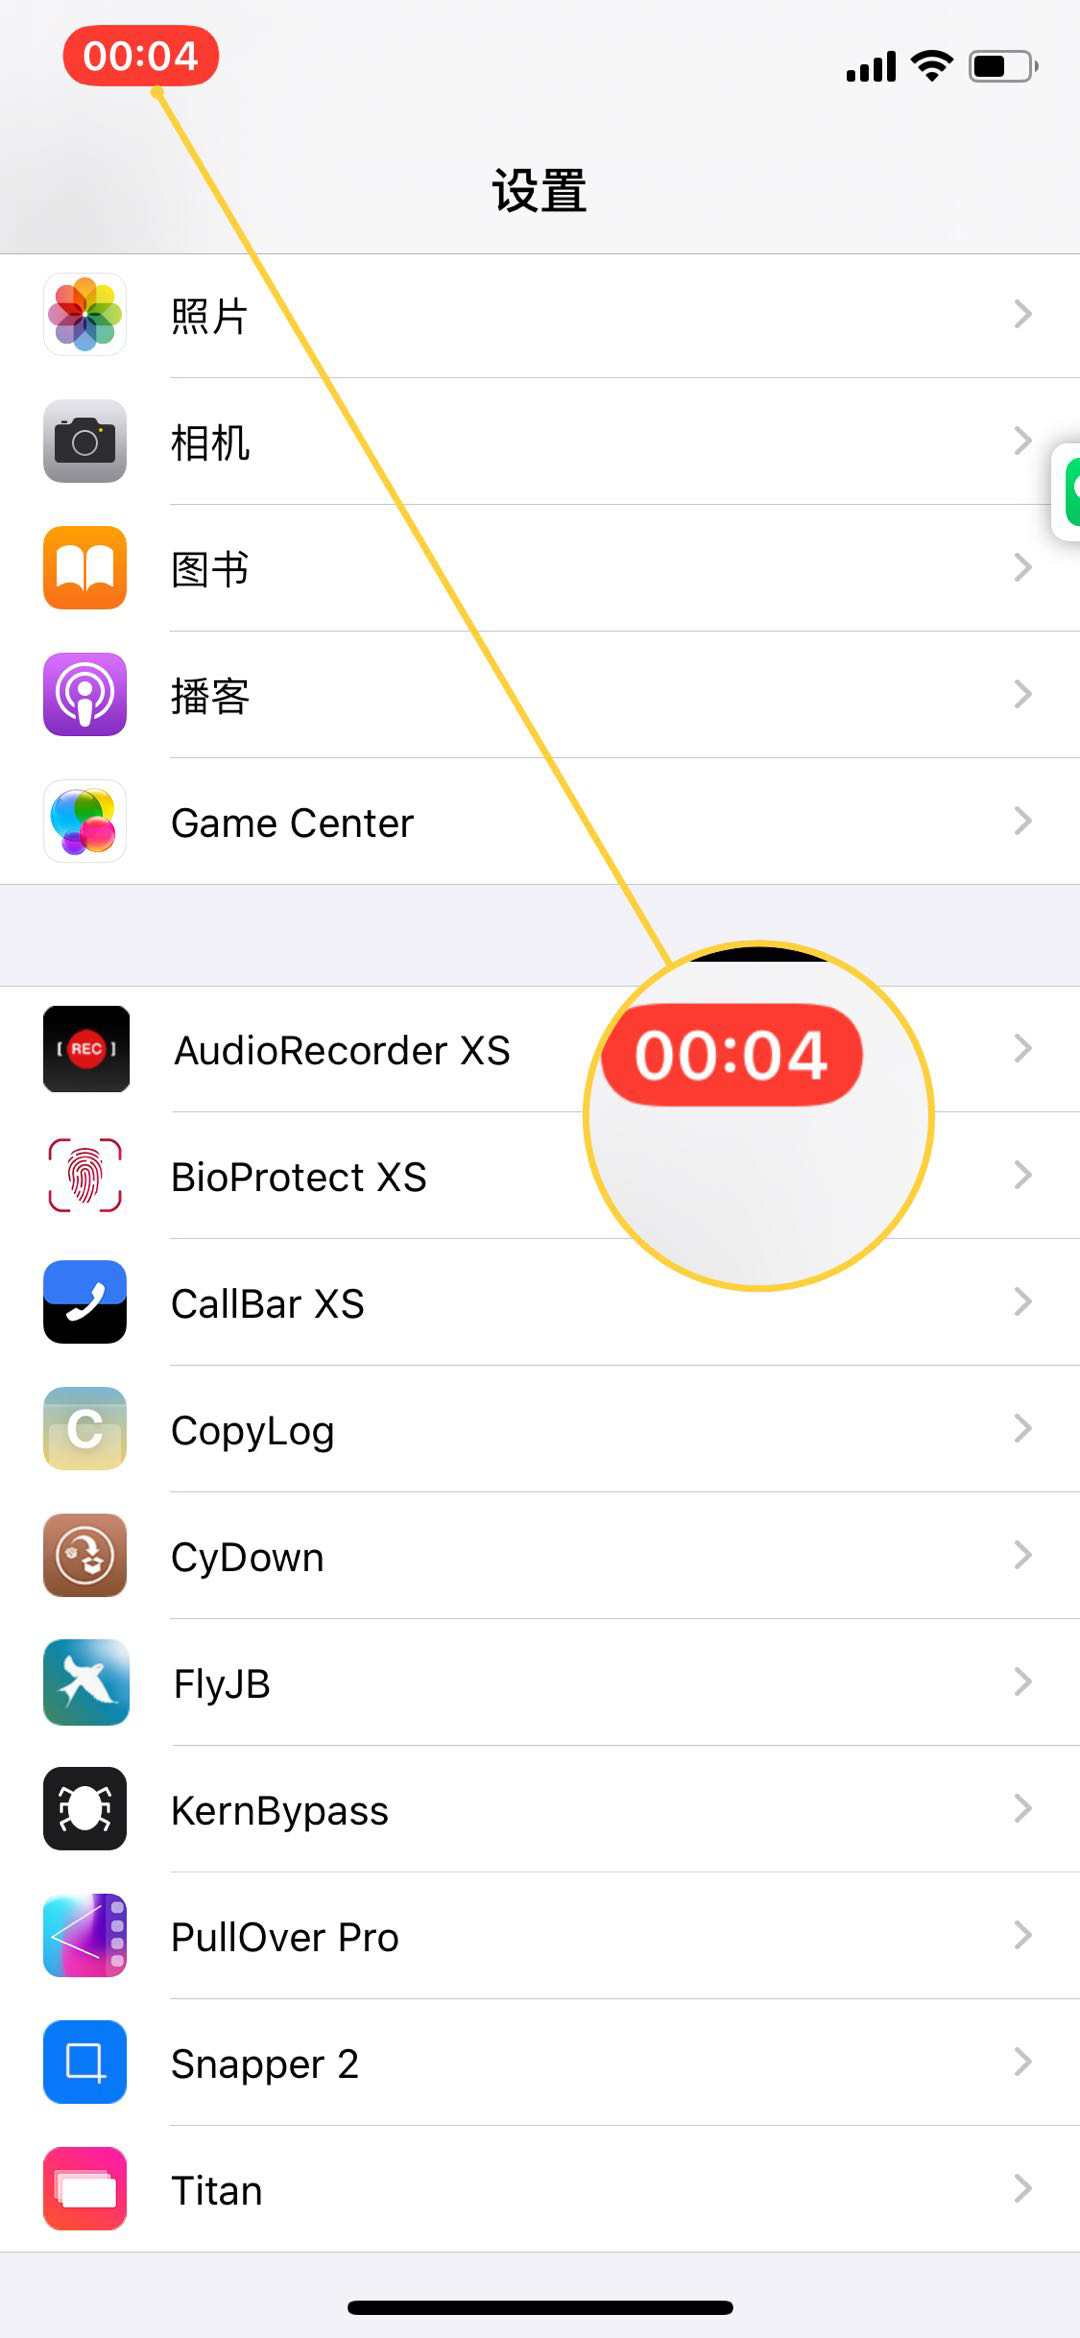 00:04
设置
照片
相机
图书
播客
Game Center
AudioRecorder XS
[ REC ]
00:04
BioProtect XS
CallBar XS
C
CopyLog
CyDown
FlyJB
KernBypass
PullOver Pro
Snapper 2
Titan